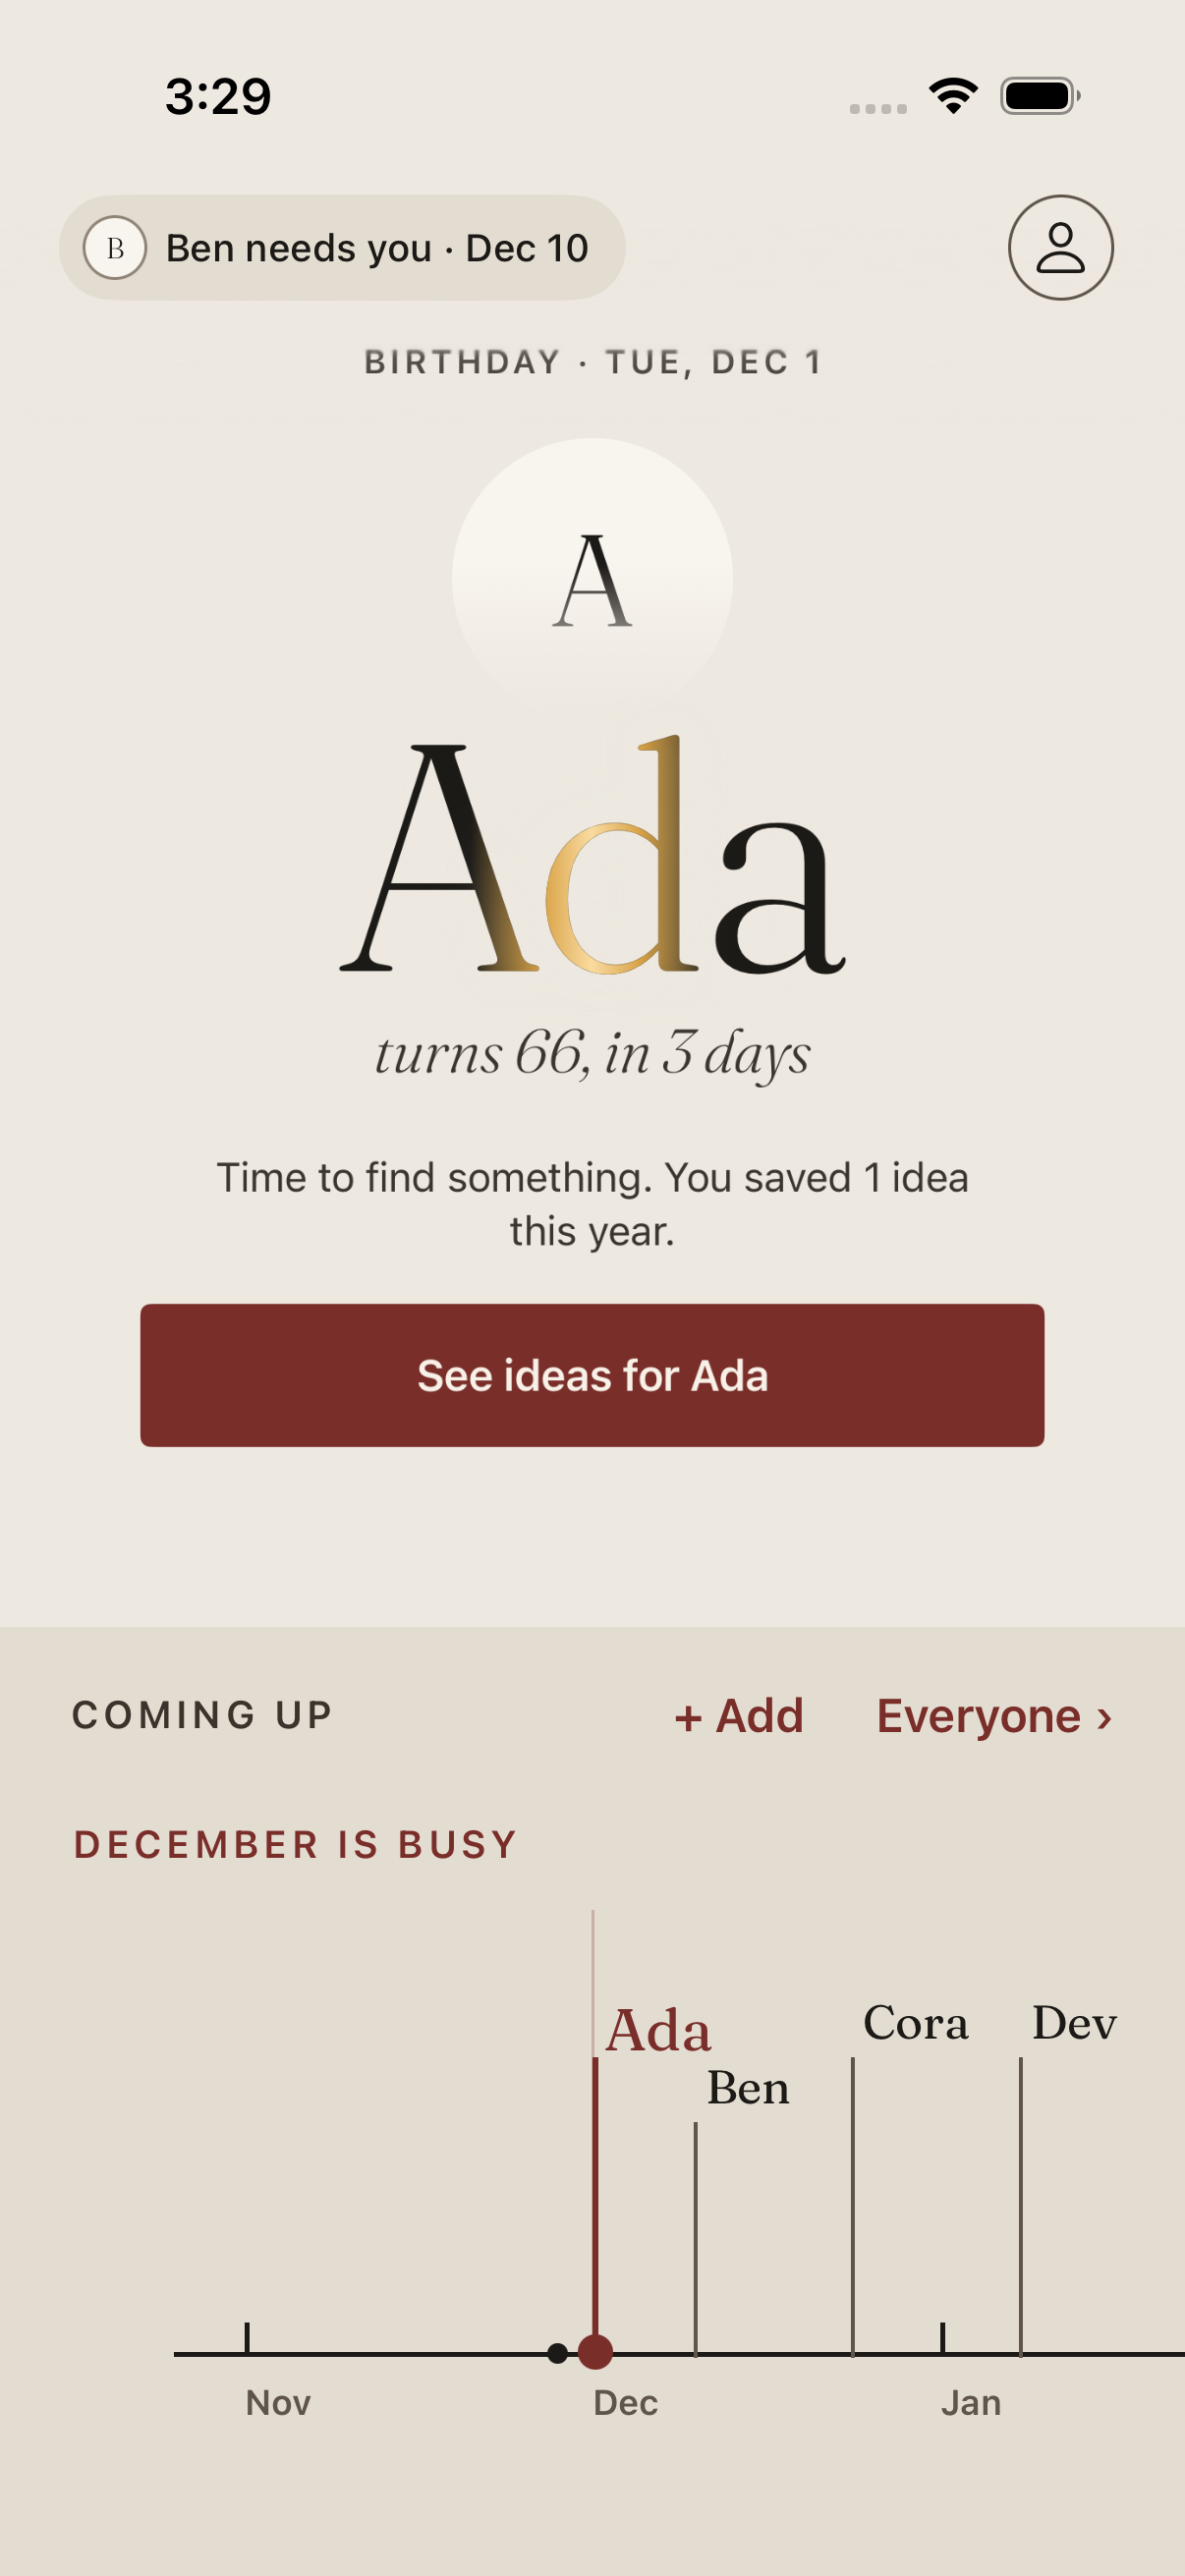 3:29
B
Ben needs you · Dec 10
BIRTHDAY · TUE, DEC 1
A
Ada
turns 66, in 3 days
Time to find something. You saved 1 idea
this year.
See ideas for Ada
COMING UP
+ Add
Everyone ›
DECEMBER IS BUSY
Ada
Ben
Cora
Dev
Nov
Dec
Jan